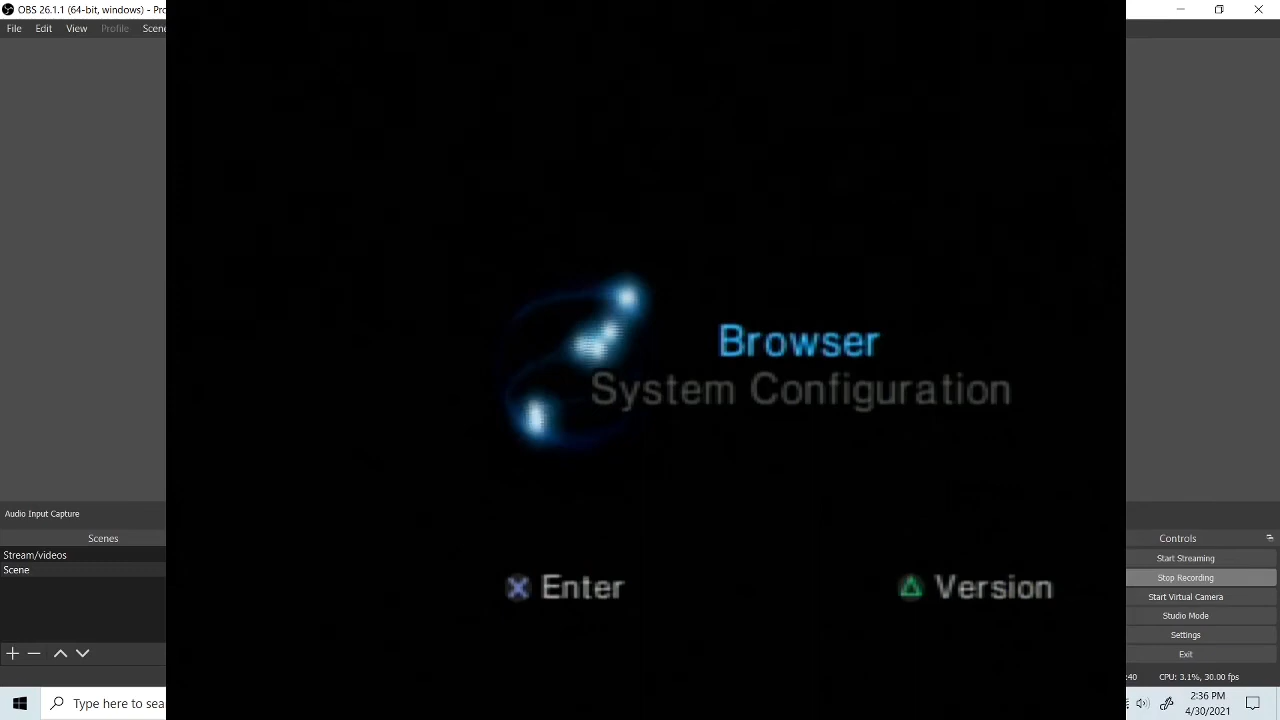 OBS 26.1.1 (64-bit, windows) - Pro
File Edit View Profile Scene
Browser
System Configuration
Enter
Version
Audio Input Capture
Scenes
Stream/videos
Scene
Controls
Start Streaming
Stop Recording
Start Virtual Camera
Studio Mode
Settings
Exit
:40 CPU: 3.1%, 30.00 fps
Type here to sea
2:36 PM
4/30/2021